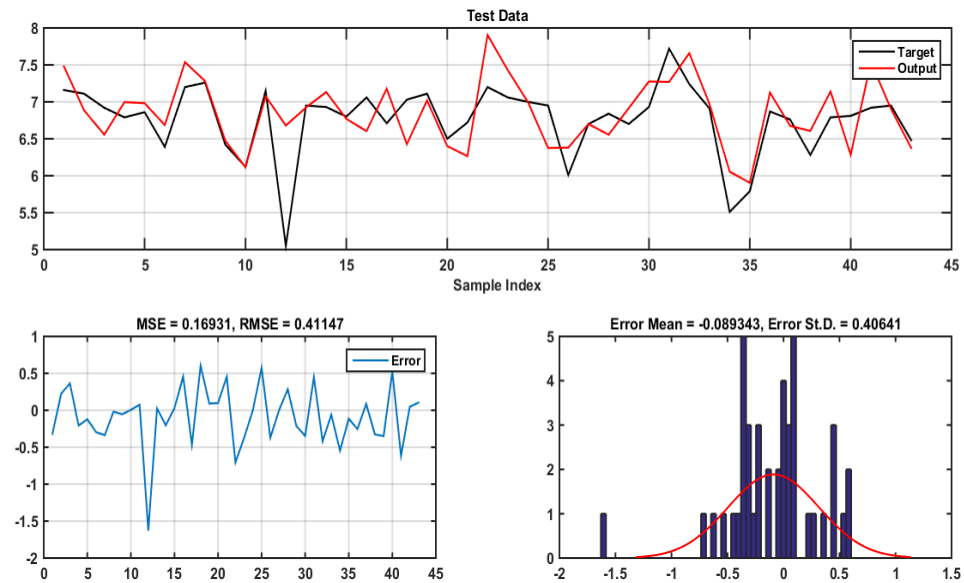 Test Data
8
7.5
7
6.5
6
5.5
5
0 5 10 15 20 25 30 35 40 45
Sample Index
Target
Output
MSE = 0.16931, RMSE = 0.41147
1
0.5
0
-0.5
-1
-1.5
-2
0 5 10 15 20 25 30 35 40 45
Error
Error Mean = -0.089343, Error St.D. = 0.40641
5
4
3
2
1
0
-2 -1.5 -1 -0.5 0 0.5 1 1.5